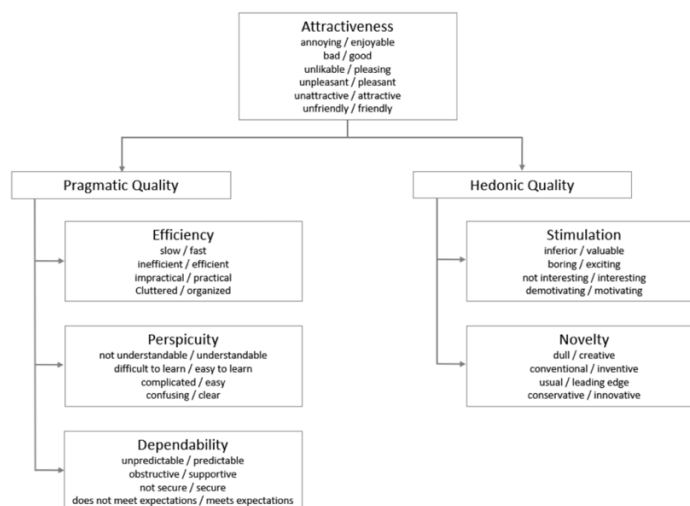 Attractiveness
annoying / enjoyable
bad / good
unlikable / pleasing
unpleasant / pleasant
unattractive / attractive
unfriendly / friendly
Pragmatic Quality
Hedonic Quality
Efficiency
slow / fast
inefficient / efficient
impractical / practical
Cluttered / organized
Stimulation
inferior / valuable
boring / exciting
not interesting / interesting
demotivating / motivating
Perspicuity
not understandable / understandable
difficult to learn / easy to learn
complicated / easy
confusing / clear
Novelty
dull / creative
conventional / inventive
usual / leading edge
conservative / innovative
Dependability
unpredictable / predictable
obstructive / supportive
not secure / secure
does not meet expectations / meets expectations